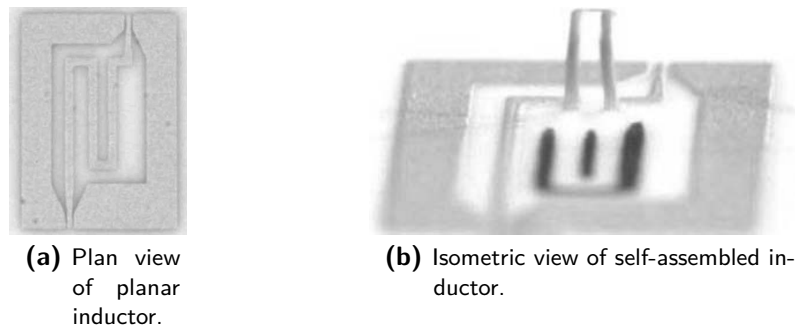 (a) Plan view
of planar
inductor.
(b) Isometric view of self-assembled in-
ductor.